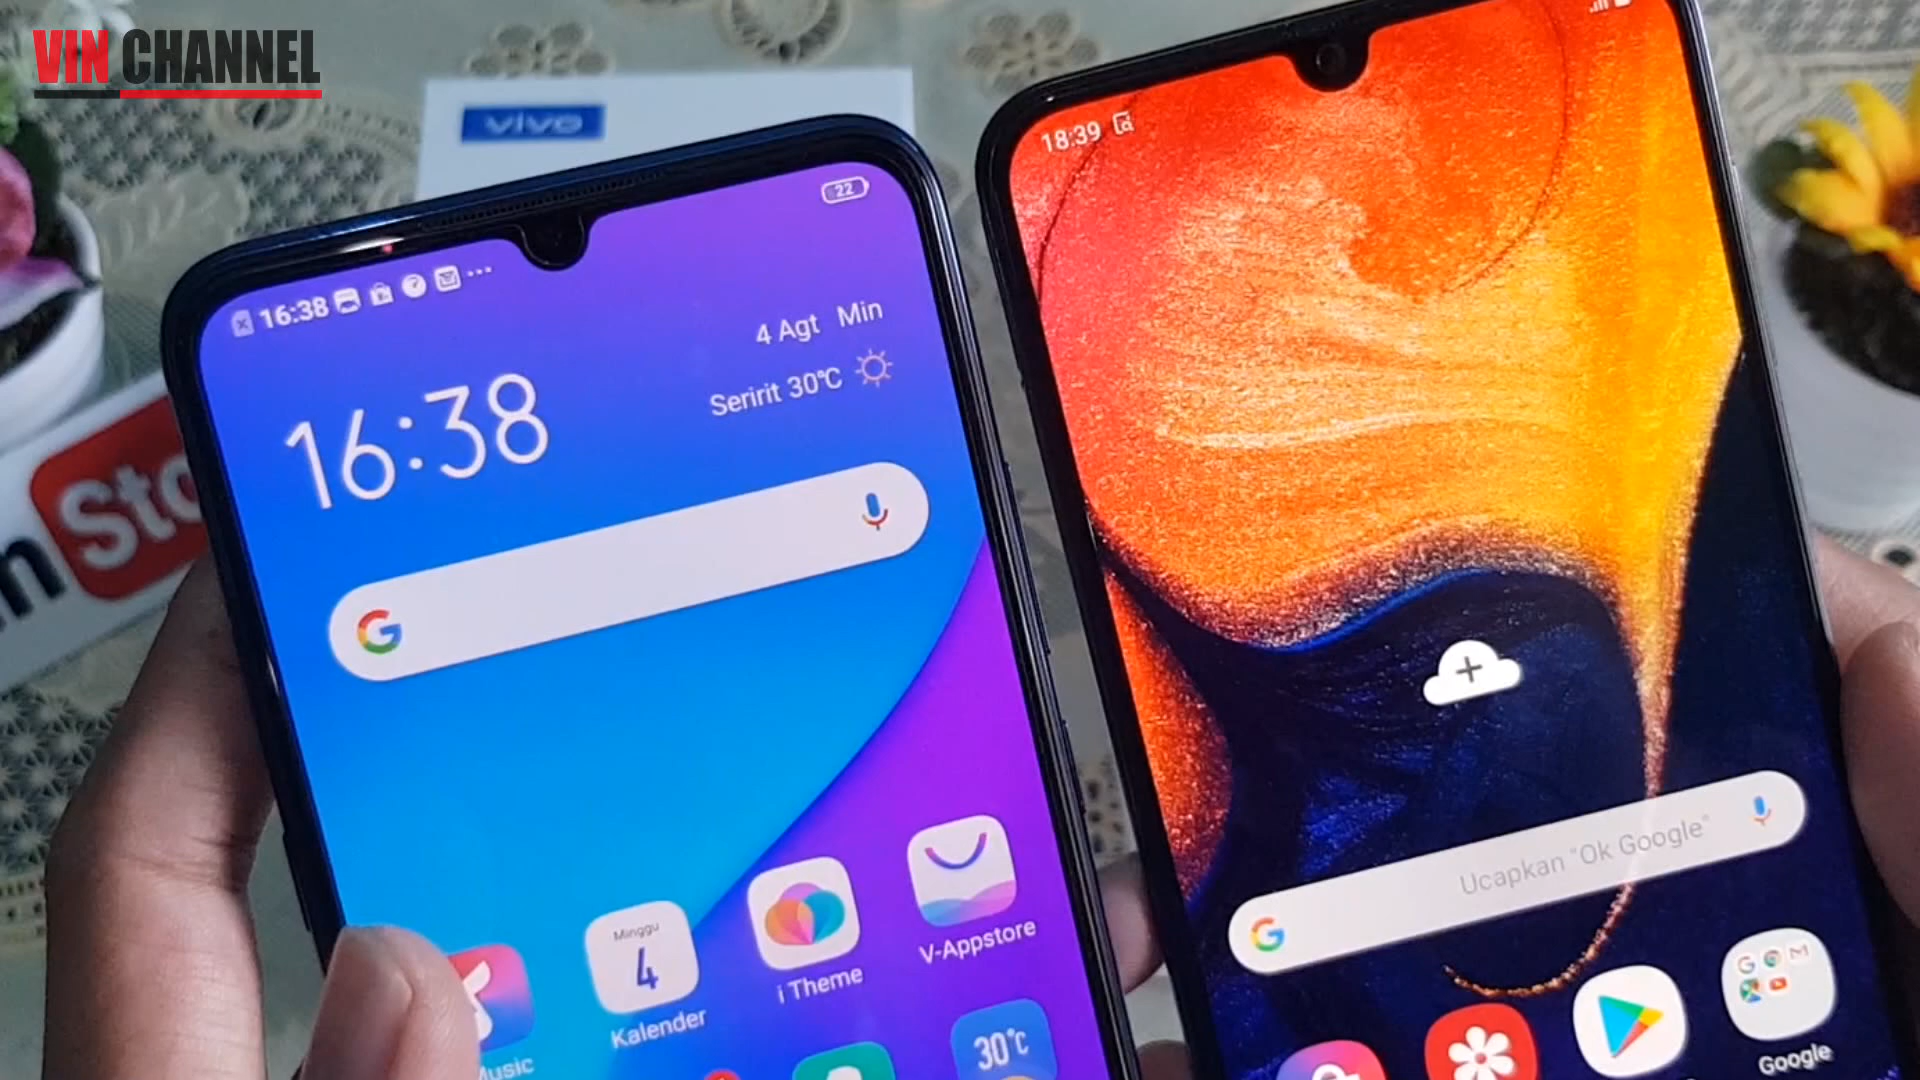 VIN CHANNEL
vivo
16:38
22
4 Agt Min
Seririt 30°C
16:38
Minggu
4
Kalender
i Theme
V-Appstore
Music
30°C
18:39
Ucapkan "Ok Google"
Google